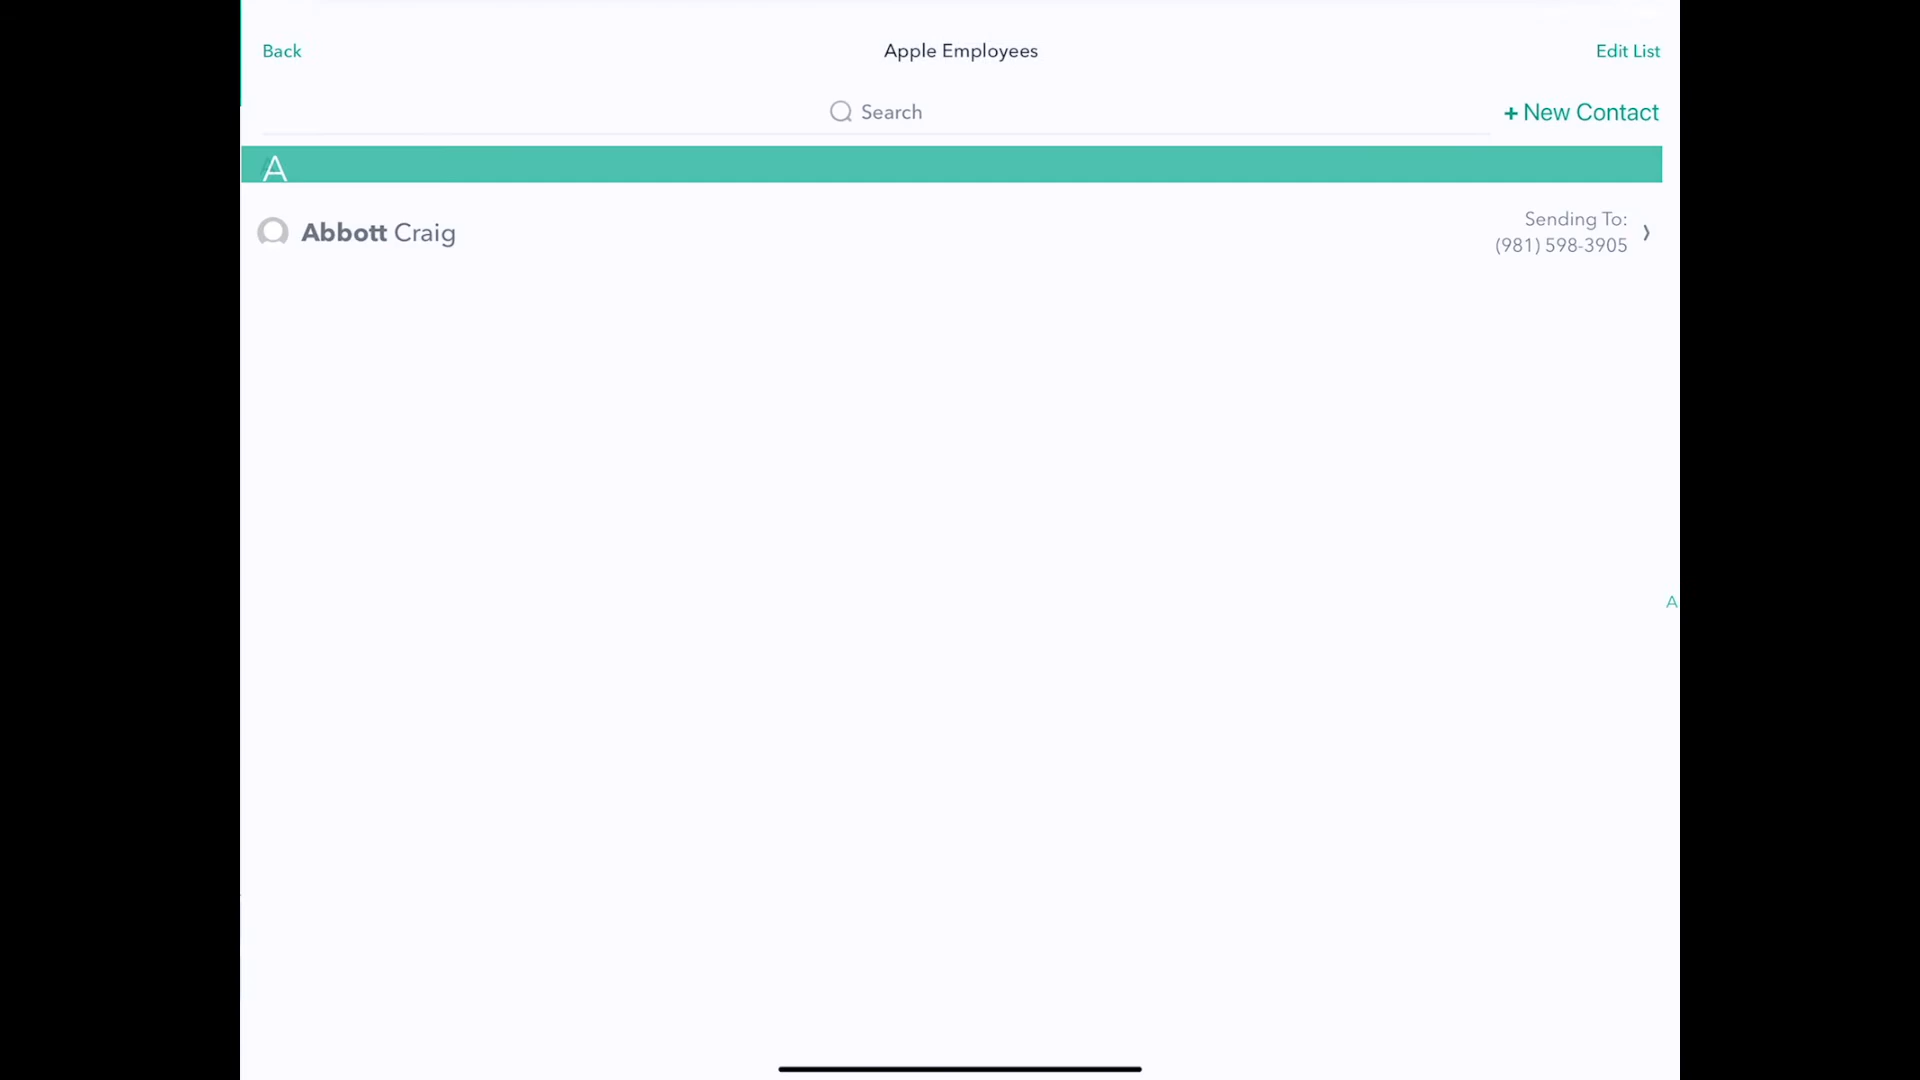 Back
Apple Employees
Edit List
Search
+ New Contact
A
Abbott Craig
Sending To:
(981) 598-3905
A